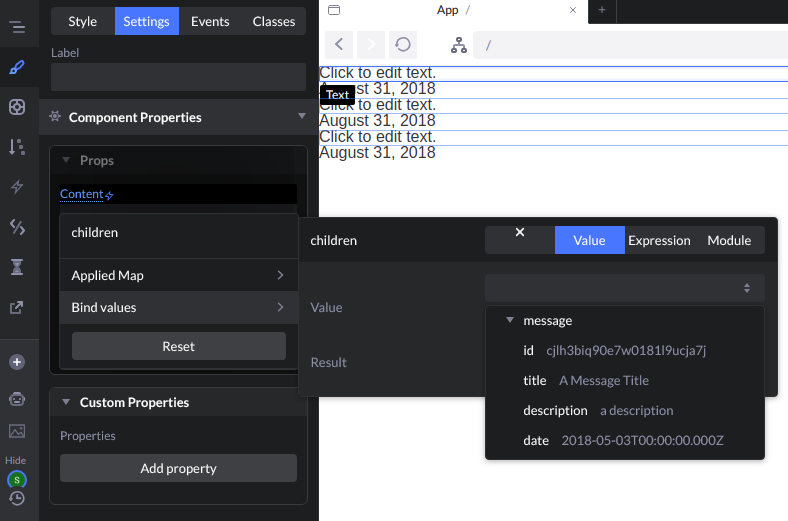 Style Settings Events Classes
App / +
Label
/
Component Properties
Props
Content
children
Applied Map
Bind values
Reset
Custom Properties
Properties
Add property
Hide
S
Click to edit text.
August 31, 2018
Text
Click to edit text.
August 31, 2018
Click to edit text.
August 31, 2018
children Value Expression Module
Value
Result
message
id cjlh3biq90e7w0181l9ucja7j
title A Message Title
description a description
date 2018-05-03T00:00:00.000Z